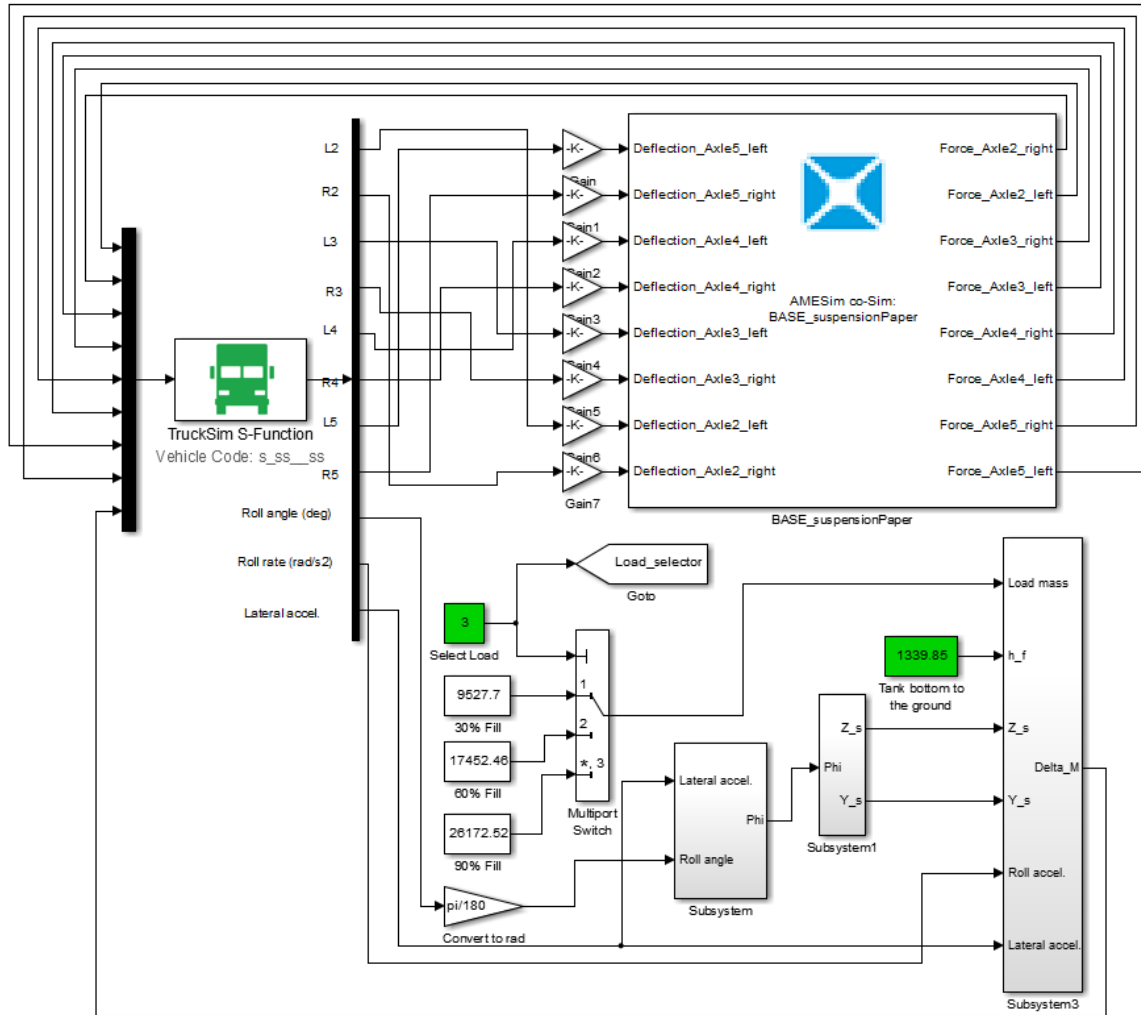 L2
R2
L3
R3
L4
R4
L5
R5
Roll angle (deg)
Roll rate (rad/s2)
Lateral accel.
TruckSim S-Function
Vehicle Code: s_ss__ss
-K-
Gain
-K-
Gain1
-K-
Gain2
-K-
Gain3
-K-
Gain4
-K-
Gain5
-K-
Gain6
-K-
Gain7
Deflection_Axle5_left
Deflection_Axle5_right
Deflection_Axle4_left
Deflection_Axle4_right
Deflection_Axle3_left
Deflection_Axle3_right
Deflection_Axle2_left
Deflection_Axle2_right
AMESim co-Sim:
BASE_suspensionPaper
Force_Axle2_right
Force_Axle2_left
Force_Axle3_right
Force_Axle3_left
Force_Axle4_right
Force_Axle4_left
Force_Axle5_right
Force_Axle5_left
BASE_suspensionPaper
Load_selector
Goto
3
Select Load
9527.7
30% Fill
17452.46
60% Fill
26172.52
90% Fill
1
2
*, 3
Multiport
Switch
pi/180
Convert to rad
Lateral accel.
Roll angle
Phi
Subsystem
Phi
Z_s
Y_s
Subsystem1
1339.85
Tank bottom to
the ground
Load mass
h_f
Z_s
Y_s
Roll accel.
Lateral accel.
Delta_M
Subsystem3